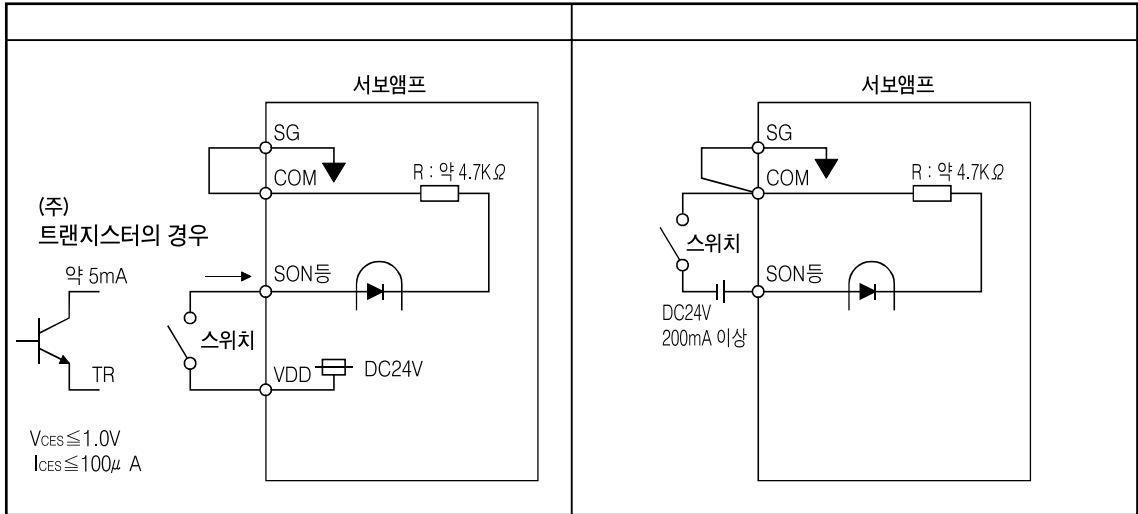 서보앰프
SG
COM
R : 약 4.7KΩ
(주)
트랜지스터의 경우
약 5mA
SON등
스위치
TR
VDD
DC24V
VCES≦1.0V
ICES≦100μ A
서보앰프
SG
COM
R : 약 4.7KΩ
스위치
SON등
DC24V
200mA 이상